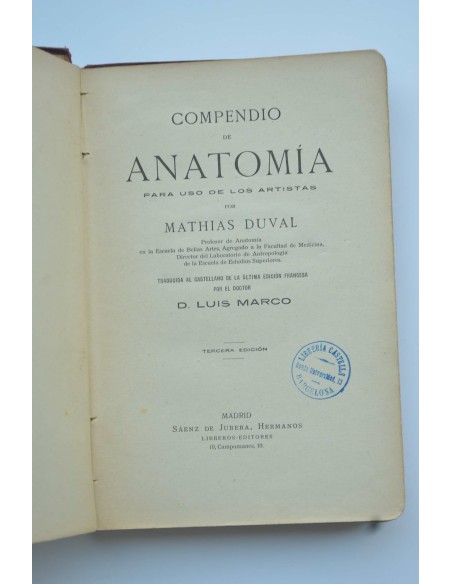 COMPENDIO
DE
ANATOMÍA
PARA USO DE LOS ARTISTAS
POR
MATHIAS DUVAL
Profesor de Anatomía
en la Escuela de Bellas Artes, Agregado a la Facultad de Medicina,
Director del Laboratorio de Antropología
de la Escuela de Estudios Superiores.
TRADUCIDA AL CASTELLANO DE LA ÚLTIMA EDICIÓN FRANCESA
POR EL DOCTOR
D. LUIS MARCO
TERCERA EDICIÓN
LIBRERÍA CASTELLS
BARCELONA
MADRID
SÁENZ DE JUBERA, HERMANOS
LIBREROS-EDITORES
10, Campomanes, 10.